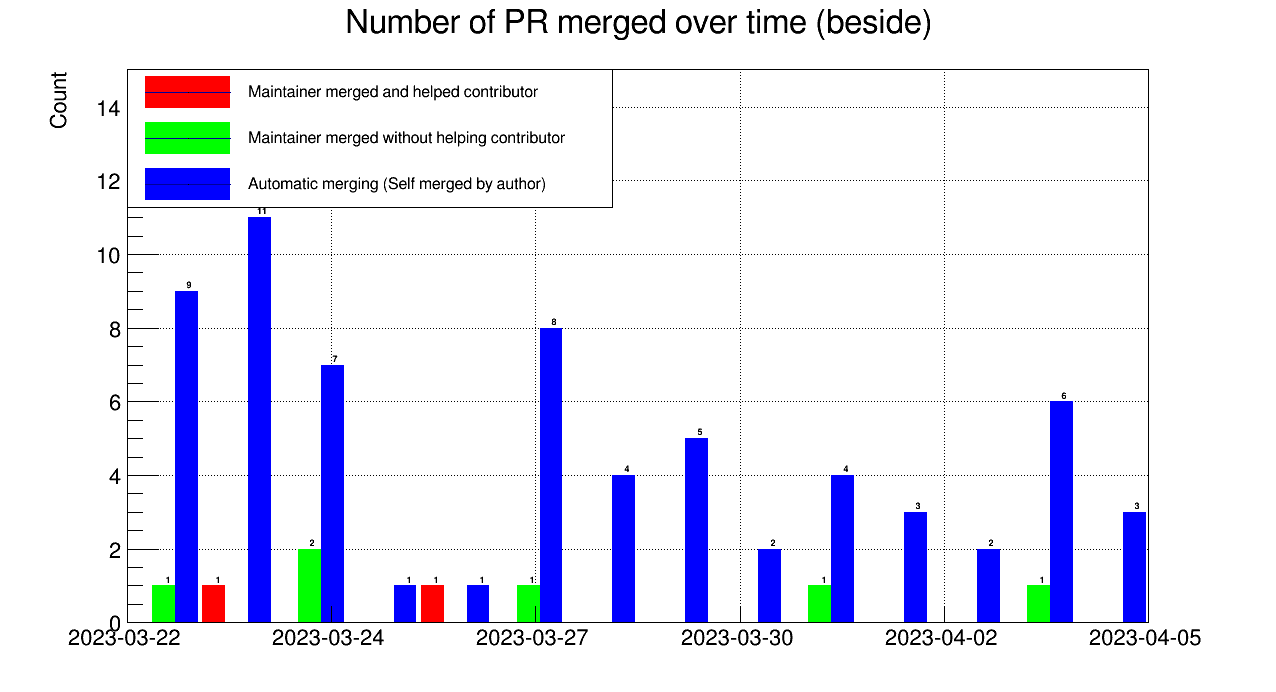 Number of PR merged over time (beside)
Count
Maintainer merged and helped contributor
Maintainer merged without helping contributor
Automatic merging (Self merged by author)
14
12
10
8
6
4
2
0
1 9 1 11 2 7 1 1 1 1 8 4 5 2 1 4 3 2 1 6 3
2023-03-22 2023-03-24 2023-03-27 2023-03-30 2023-04-02 2023-04-05